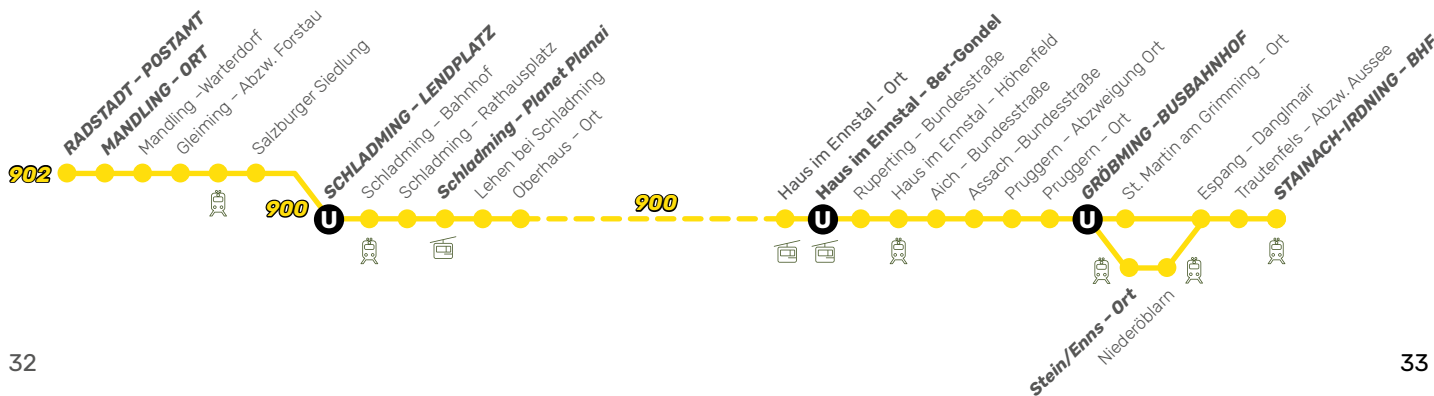 902
RADSTADT - POSTAMT
MANDLING - ORT
Mandling -Warterdorf
Gleiming - Abzw. Forstau
Salzburger Siedlung
900
U
SCHLADMING - LENDPLATZ
Schladming - Bahnhof
Schladming - Rathausplatz
Schladming - Planet Planai
Lehen bei Schladming
Oberhaus - Ort
900
Haus im Ennstal - Ort
U
Haus im Ennstal - 8er-Gondel
Ruperting - Bundesstraße
Haus im Ennstal - Höhenfeld
Aich - Bundesstraße
Assach -Bundesstraße
Pruggern - Abzweigung Ort
Pruggern - Ort
U
GRÖBMING -BUSBAHNHOF
St. Martin am Grimming - Ort
Espang - Danglmair
Trautenfels - Abzw. Aussee
STAINACH-IRDNING - BHF
Stein/Enns - Ort
Niederöblarn
32
33